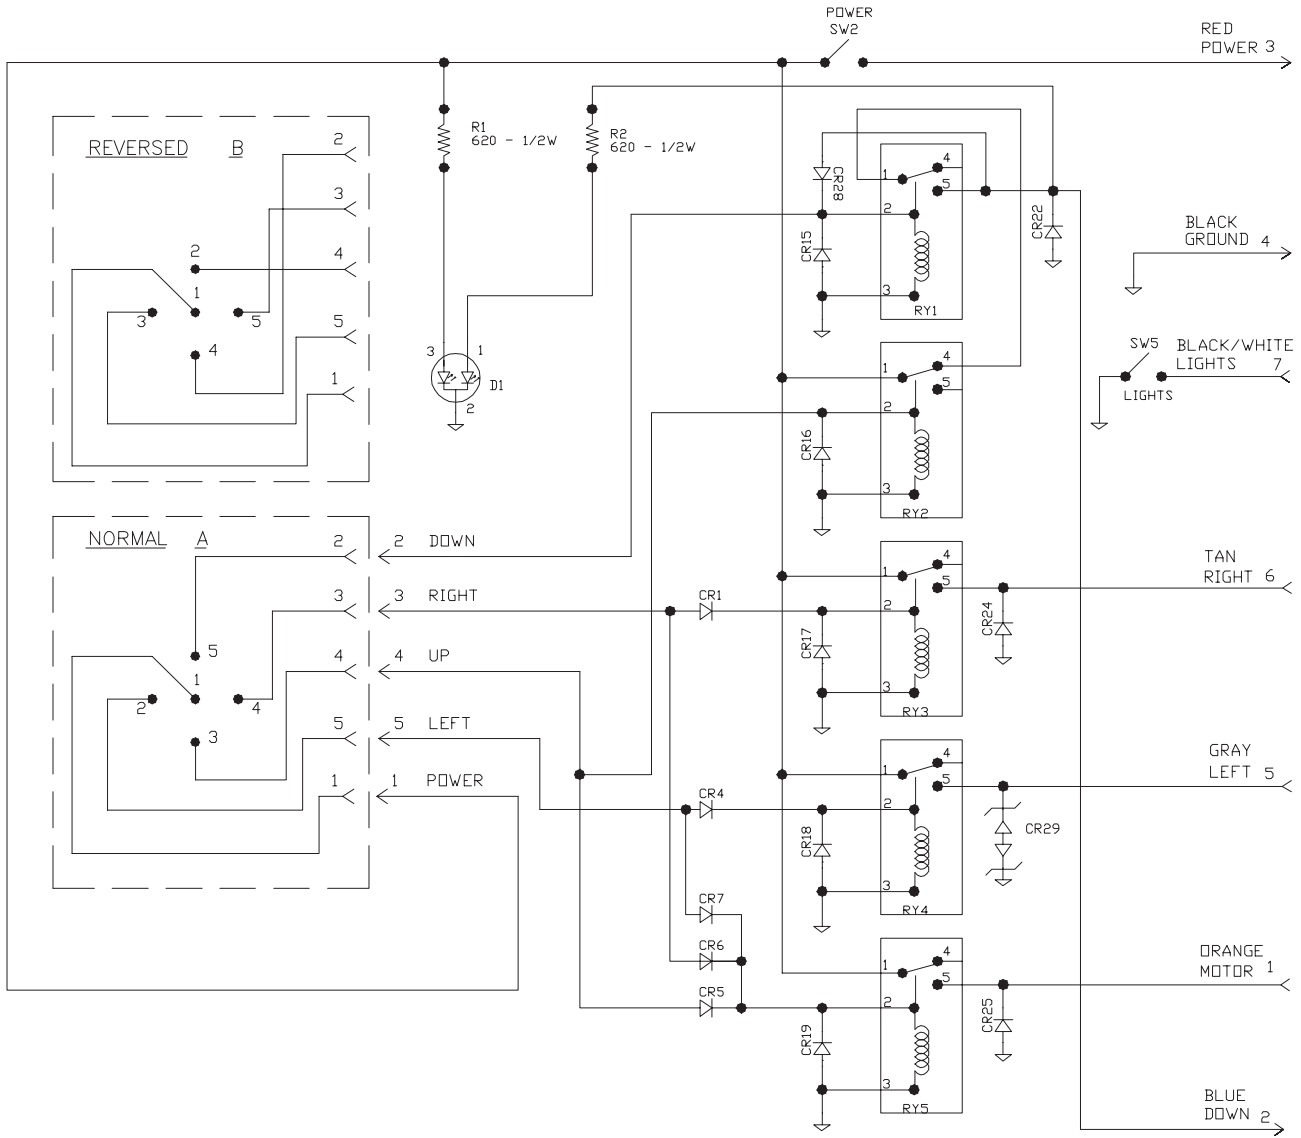 POWER
SW2
RED
POWER 3
R1
620 - 1/2W
R2
620 - 1/2W
REVERSED B
2
3
4
5
1
2
1
3
5
4
CR28
1
4
5
2
3
RY1
CR15
CR22
BLACK
GROUND 4
SW5
LIGHTS
BLACK/WHITE
LIGHTS 7
3
1
2
D1
1
4
5
2
3
RY2
CR16
NORMAL A
2
3
4
5
1
5
1
2
4
3
2 DOWN
3 RIGHT
4 UP
5 LEFT
1 POWER
CR1
1
4
5
2
3
RY3
CR17
CR24
TAN
RIGHT 6
CR4
1
4
5
2
3
RY4
CR18
CR29
GRAY
LEFT 5
CR7
CR6
CR5
1
4
5
2
3
RY5
CR19
CR25
ORANGE
MOTOR 1
BLUE
DOWN 2